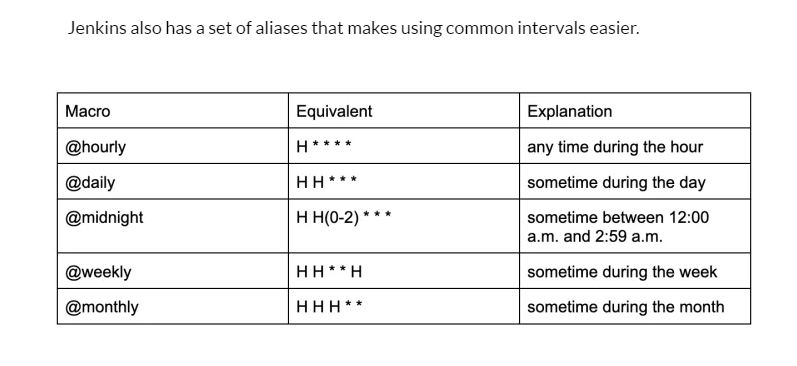 Jenkins also has a set of aliases that makes using common intervals easier.
Macro Equivalent Explanation
@hourly H * * * * any time during the hour
@daily H H * * * sometime during the day
@midnight H H(0-2) * * * sometime between 12:00
a.m. and 2:59 a.m.
@weekly H H * * H sometime during the week
@monthly H H H * * sometime during the month